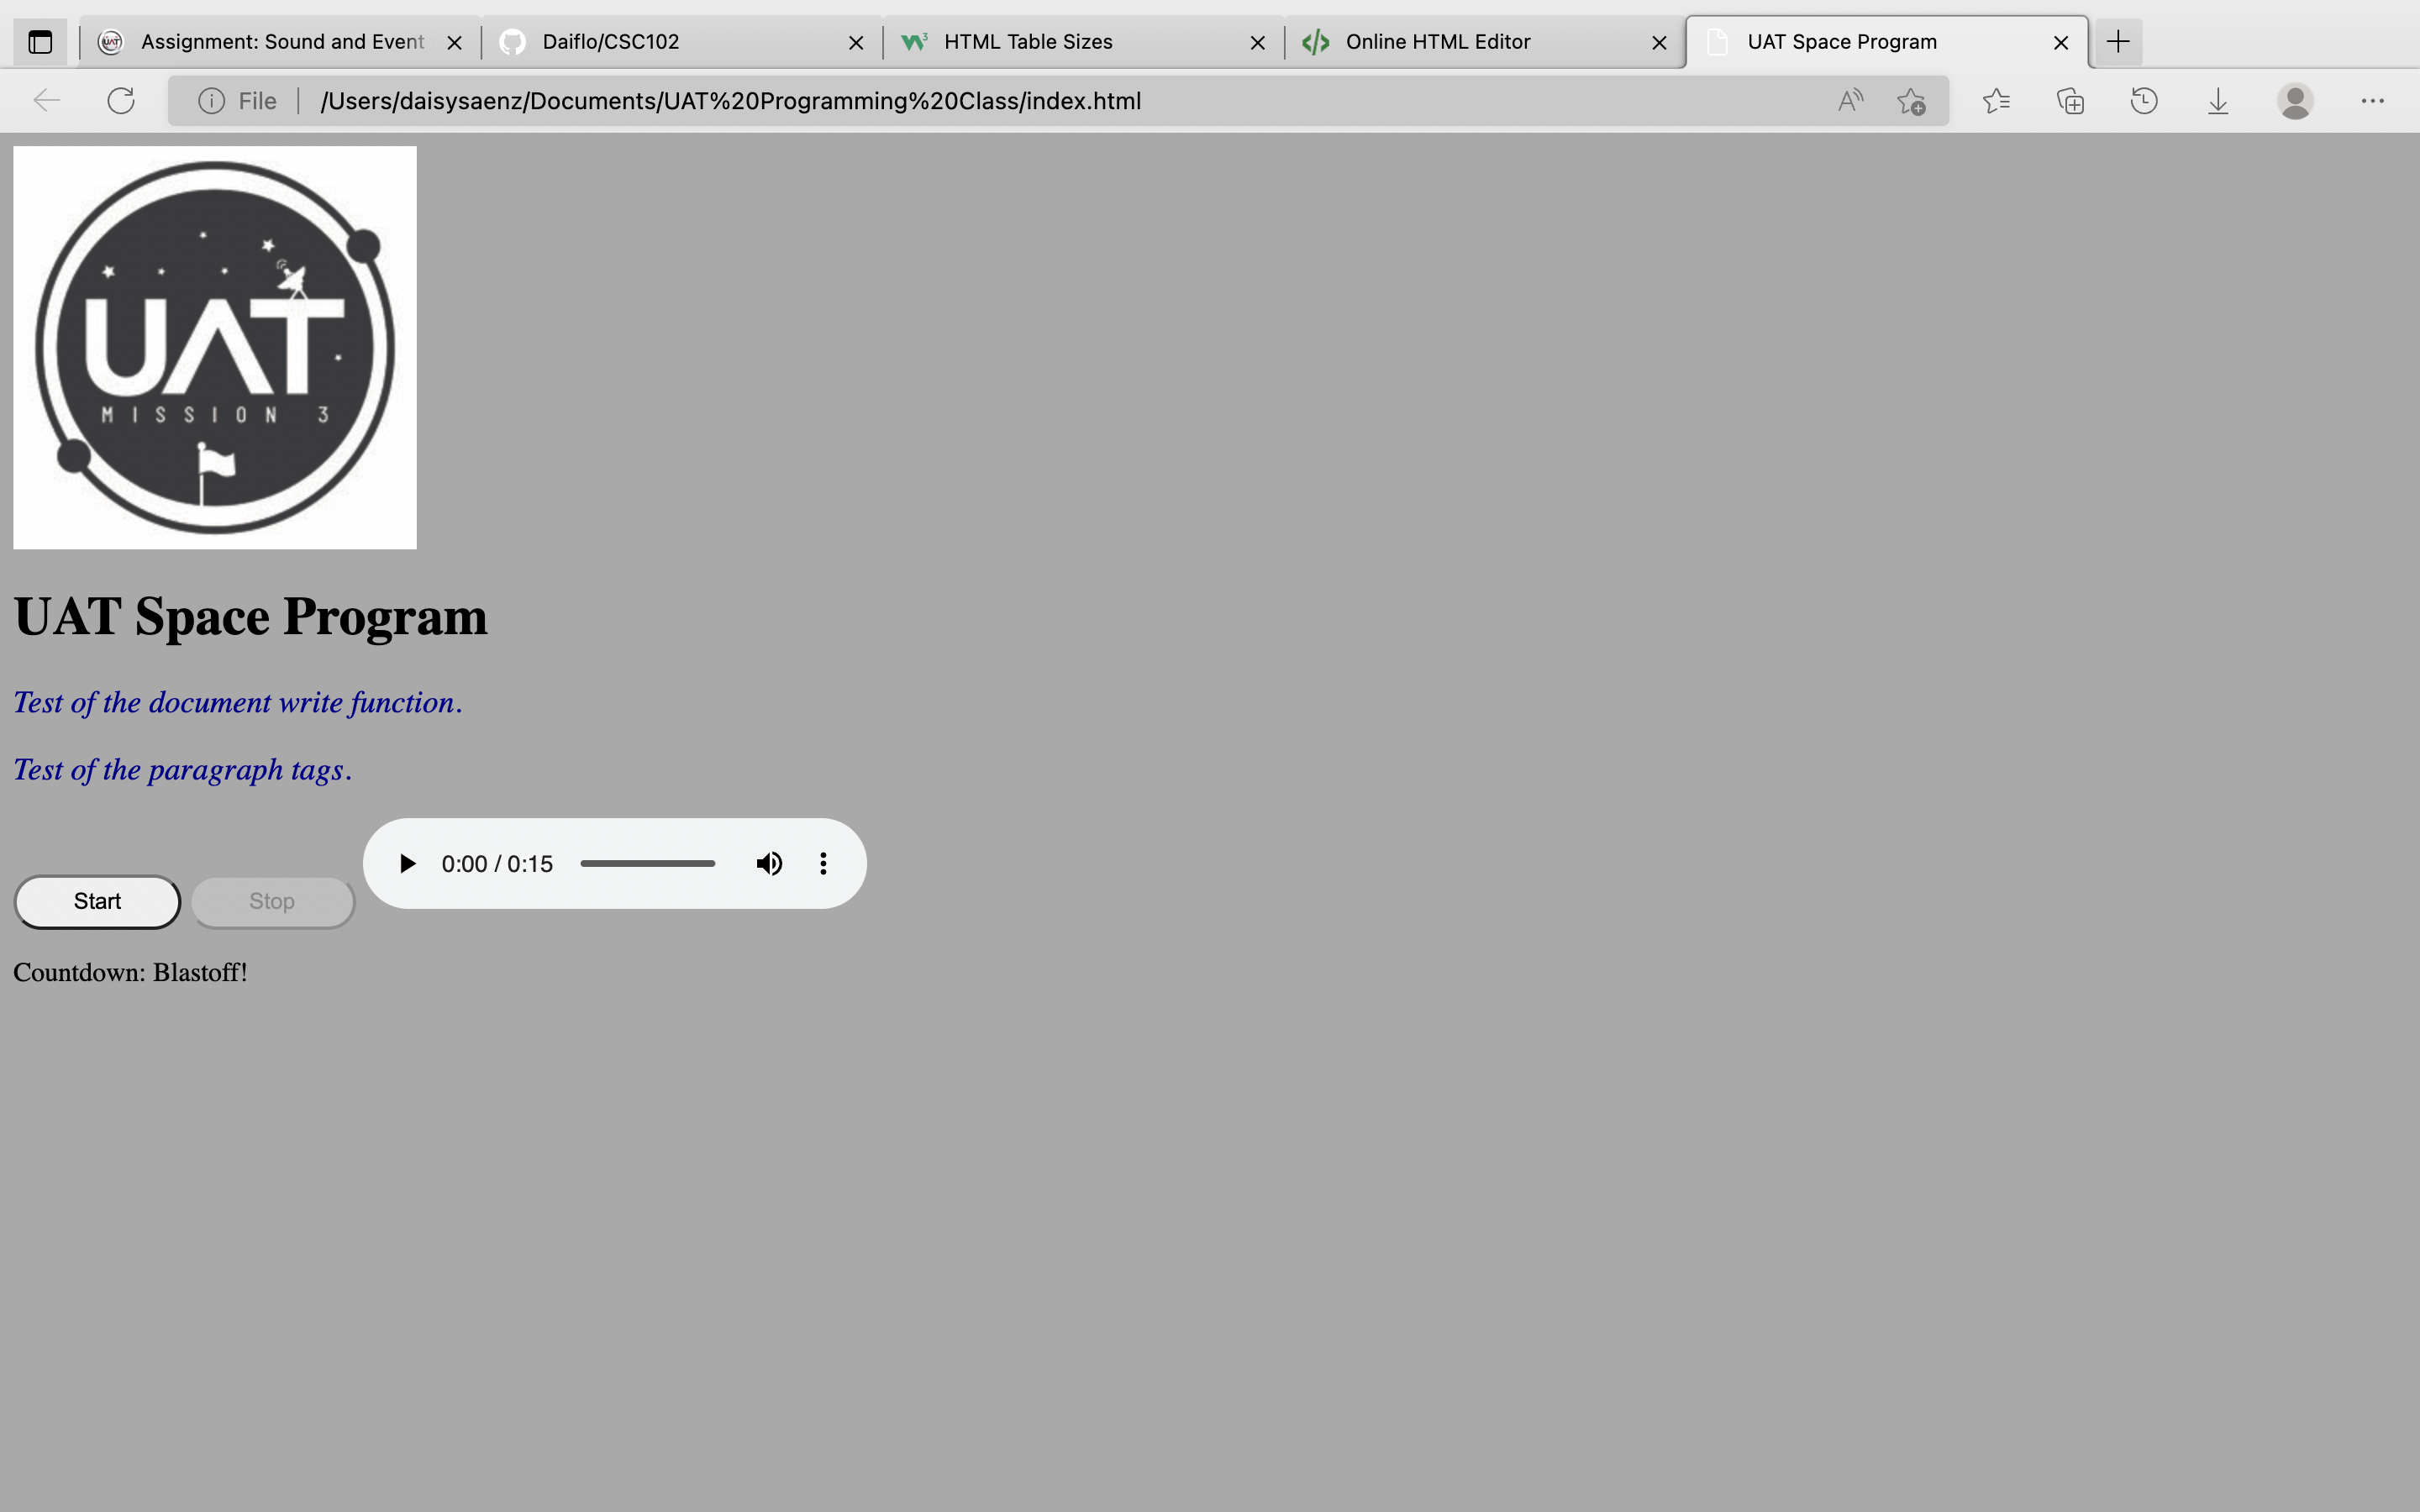 Assignment: Sound and Event
Daiflo/CSC102
HTML Table Sizes
Online HTML Editor
UAT Space Program
File
/Users/daisysaenz/Documents/UAT%20Programming%20Class/index.html
UAT
MISSION 3
UAT Space Program
Test of the document write function.
Test of the paragraph tags.
0:00 / 0:15
Start
Stop
Countdown: Blastoff!